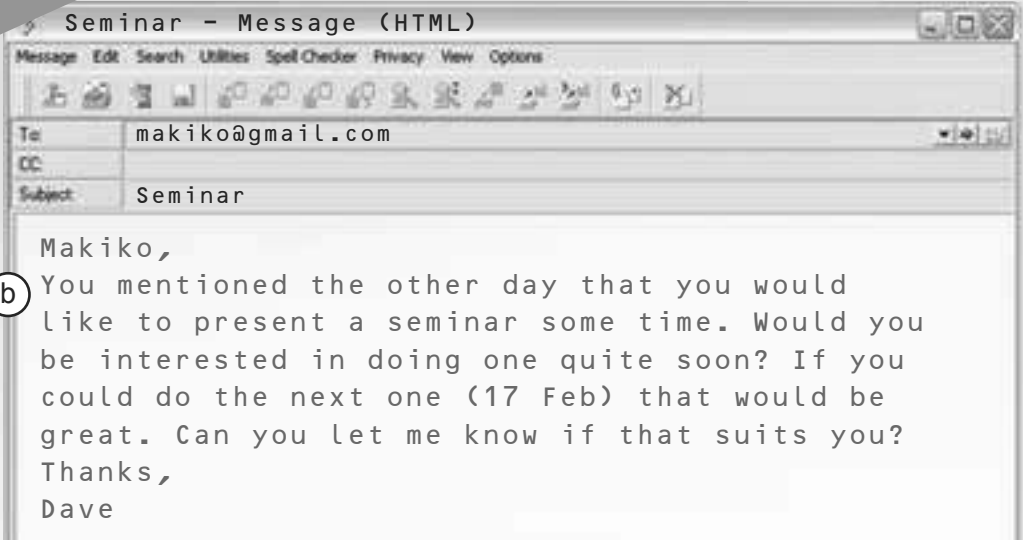 Seminar - Message (HTML)
Message Edit Search Utilities Spell Checker Privacy View Options
To: makiko@gmail.com
CC:
Subject: Seminar
Makiko,
b
You mentioned the other day that you would
like to present a seminar some time. Would you
be interested in doing one quite soon? If you
could do the next one (17 Feb) that would be
great. Can you let me know if that suits you?
Thanks,
Dave